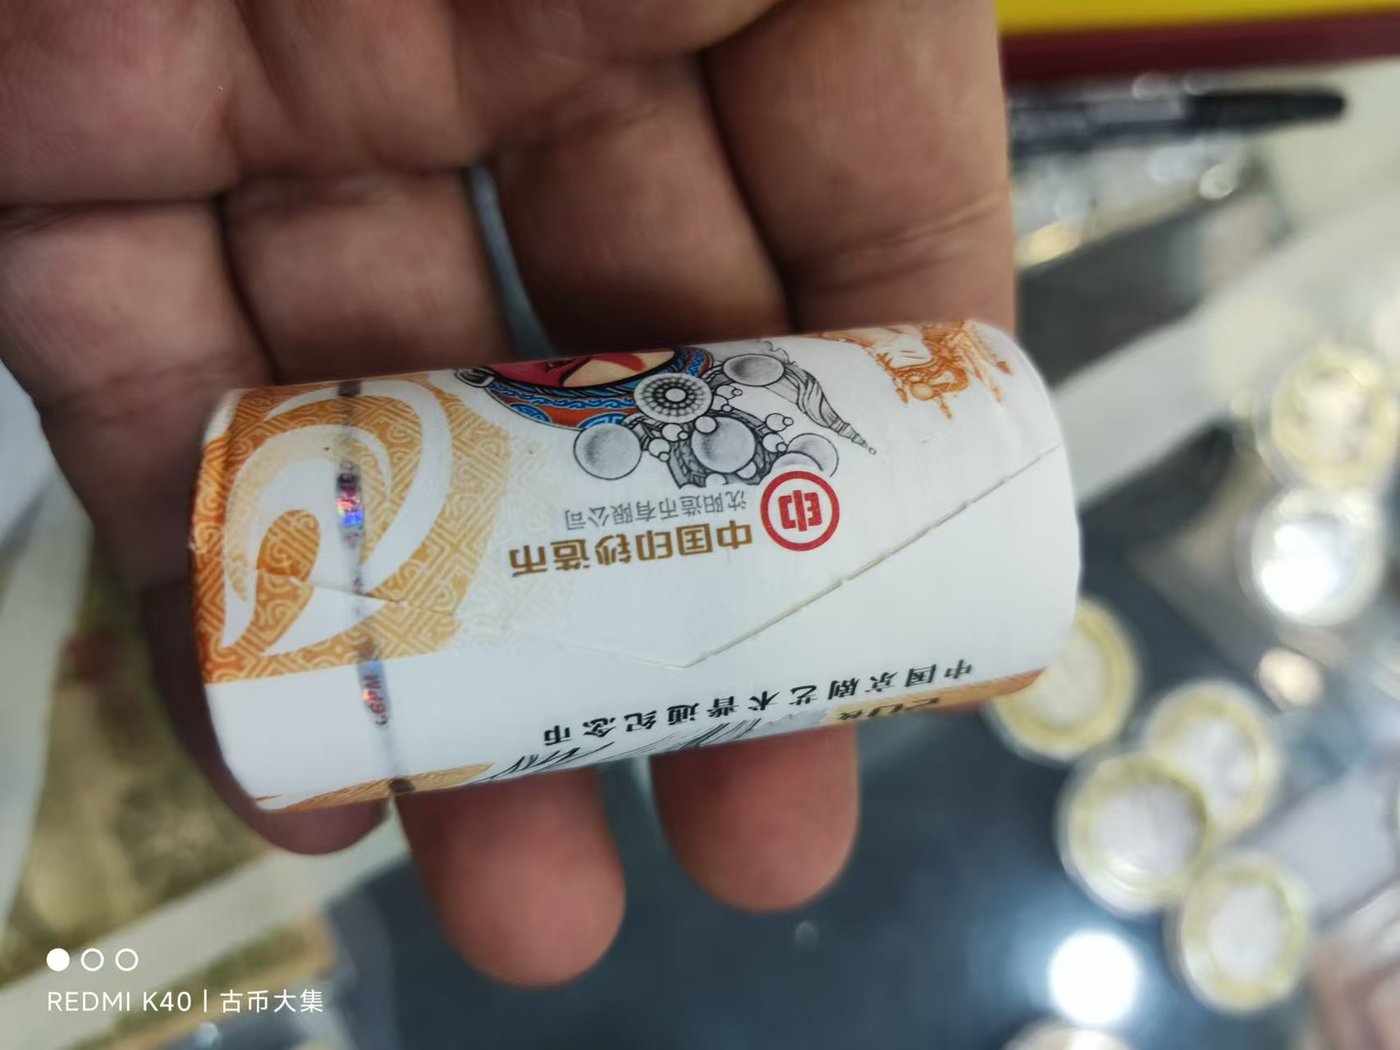 中国印钞造币
沈阳造币有限公司
中国京剧艺术普通纪念币
REDMI K40 | 古币大集